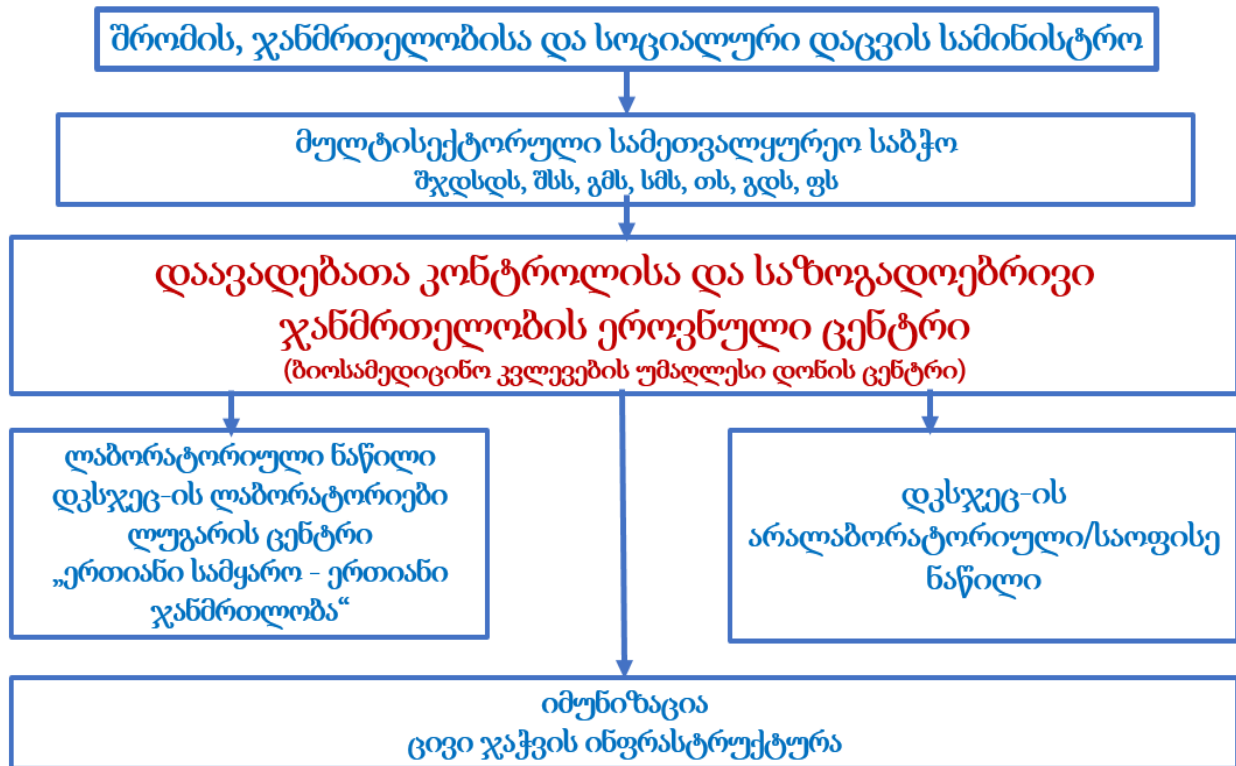 შრომის, ჯანმრთელობისა და სოციალური დაცვის სამინისტრო
მულტისექტორული სამეთვალყურეო საბჭო
შჯდსდს, შსს, გმს, სმს, თს, გდს, ფს
დაავადებათა კონტროლისა და საზოგადოებრივი
ჯანმრთელობის ეროვნული ცენტრი
(ბიოსამედიცინო კვლევების უმაღლესი დონის ცენტრი)
ლაბორატორიული ნაწილი
დკსჯეც-ის ლაბორატორიები
ლუგარის ცენტრი
„ერთიანი სამყარო - ერთიანი
ჯანმრთლობა“
დკსჯეც-ის
არალაბორატორიული/საოფისე
ნაწილი
იმუნიზაცია
ცივი ჯაჭვის ინფრასტრუქტურა